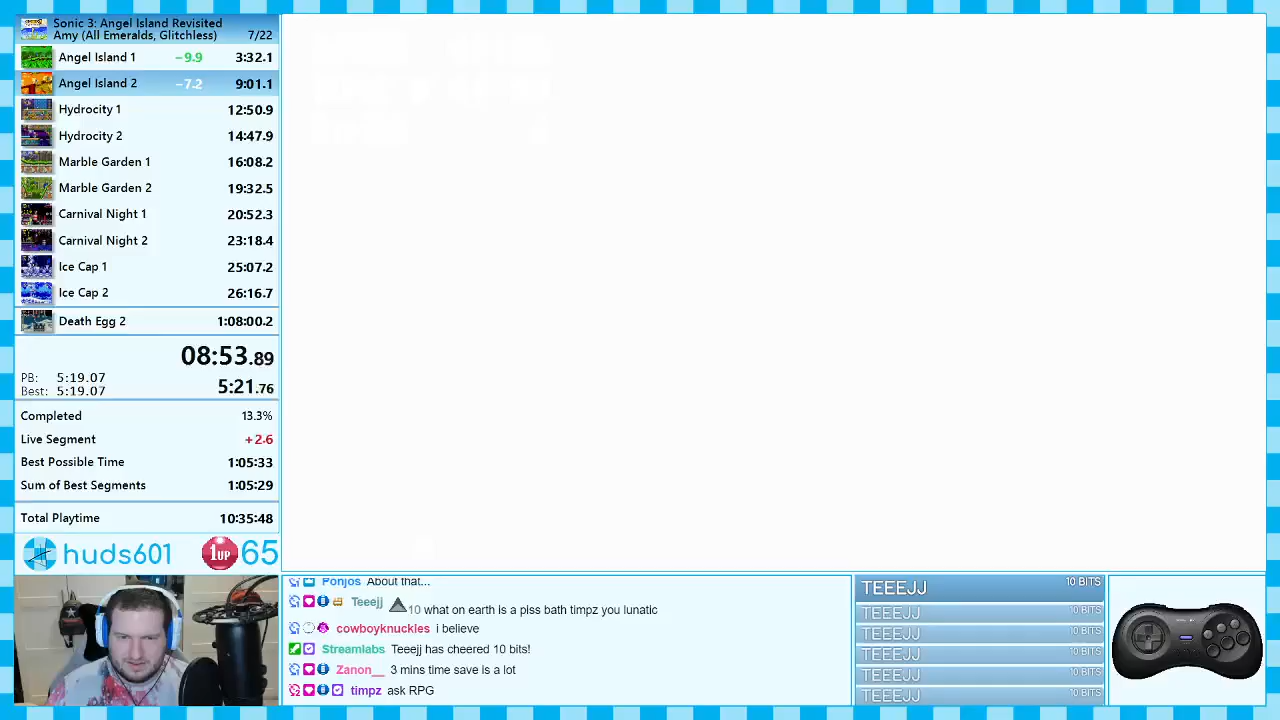 Sonic 3: Angel Island Revisited
Amy (All Emeralds, Glitchless) 7/22
Angel Island 1 −9.9 3:32.1
Angel Island 2 −7.2 9:01.1
Hydrocity 1 12:50.9
Hydrocity 2 14:47.9
Marble Garden 1 16:08.2
Marble Garden 2 19:32.5
Carnival Night 1 20:52.3
Carnival Night 2 23:18.4
Ice Cap 1 25:07.2
Ice Cap 2 26:16.7
Death Egg 2 1:08:00.2
08:53.89
PB: 5:19.07
Best: 5:19.07
5:21.76
Completed 13.3%
Live Segment +2.6
Best Possible Time 1:05:33
Sum of Best Segments 1:05:29
Total Playtime 10:35:48
huds601 1UP 65
Ponjos About that...
Teeejj 10 what on earth is a piss bath timpz you lunatic
cowboyknuckles i believe
Streamlabs Teeejj has cheered 10 bits!
Zanon__ 3 mins time save is a lot
timpz ask RPG
TEEEJJ 10 BITS
TEEEJJ 10 BITS
TEEEJJ 10 BITS
TEEEJJ 10 BITS
TEEEJJ 10 BITS
TEEEJJ 10 BITS